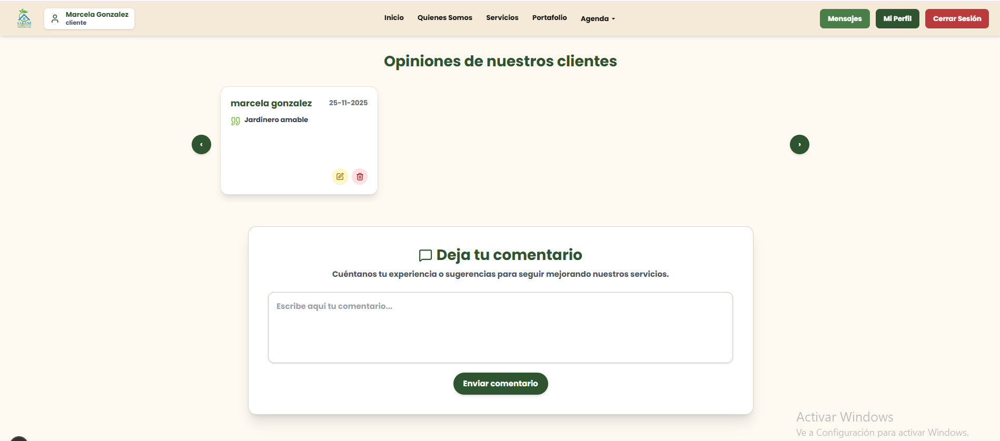 CLEAN&
GARDEN
Marcela Gonzalez
cliente
Inicio
Quienes Somos
Servicios
Portafolio
Agenda
Mensajes
Mi Perfil
Cerrar Sesión
Opiniones de nuestros clientes
marcela gonzalez
25-11-2025
Jardinero amable
‹
›
Deja tu comentario
Cuéntanos tu experiencia o sugerencias para seguir mejorando nuestros servicios.
Escribe aquí tu comentario...
Enviar comentario
Activar Windows
Ve a Configuración para activar Windows.